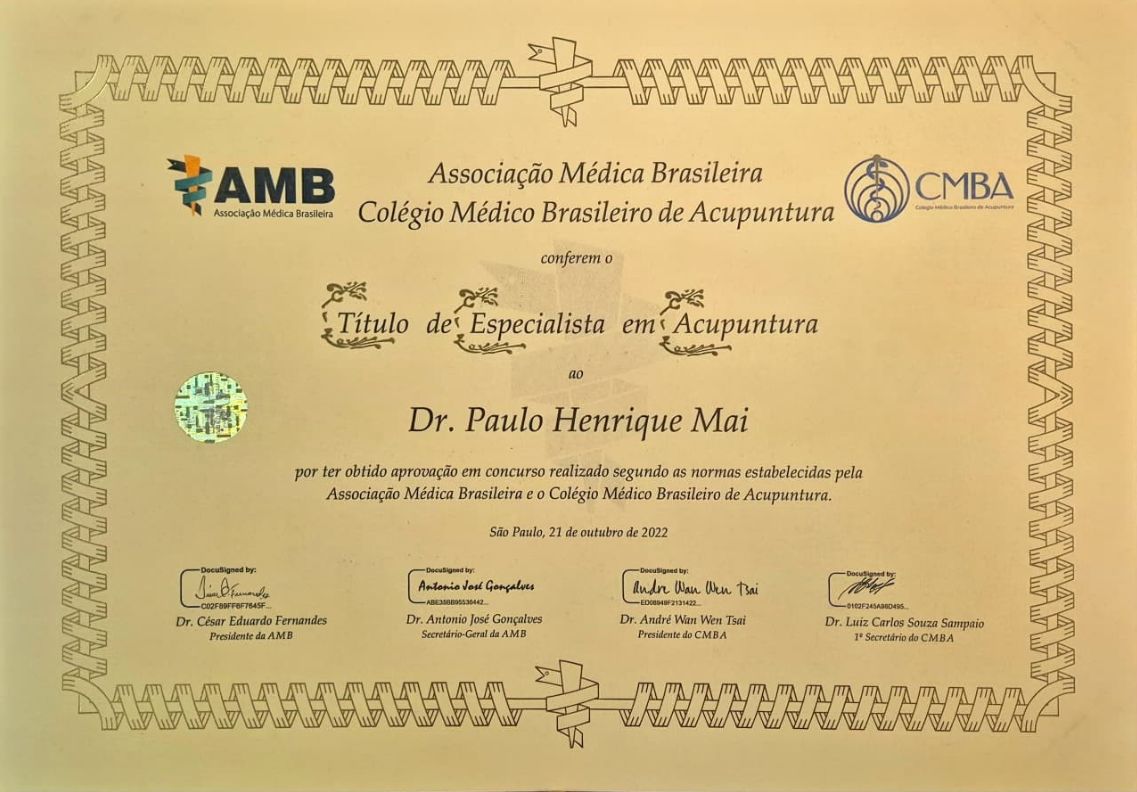 AMB
Associação Médica Brasileira
Associação Médica Brasileira
Colégio Médico Brasileiro de Acupuntura
CMBA
Colégio Médico Brasileiro de Acupuntura
conferem o
Título de Especialista em Acupuntura
ao
Dr. Paulo Henrique Mai
por ter obtido aprovação em concurso realizado segundo as normas estabelecidas pela
Associação Médica Brasileira e o Colégio Médico Brasileiro de Acupuntura.
São Paulo, 21 de outubro de 2022
DocuSigned by:
C02F89FF6F7645F...
Dr. César Eduardo Fernandes
Presidente da AMB
DocuSigned by:
Antonio José Gonçalves
ABE38BB95536442...
Dr. Antonio José Gonçalves
Secretário-Geral da AMB
DocuSigned by:
Andre Wan Wen Tsai
ED08948F2131422...
Dr. André Wan Wen Tsai
Presidente do CMBA
DocuSigned by:
0102F245A86D495...
Dr. Luiz Carlos Souza Sampaio
1º Secretário do CMBA